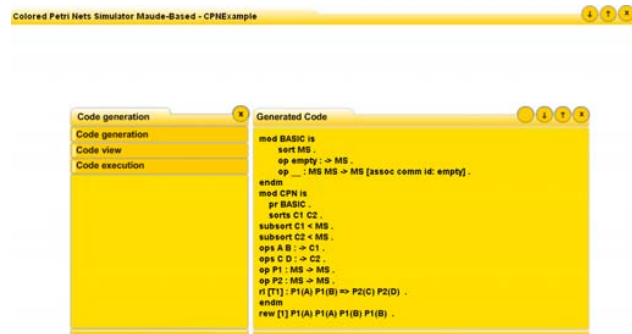 Colored Petri Nets Simulator Maude-Based - CPNExample
Code generation
Code generation
Code view
Code execution
Generated Code
mod BASIC is
sort MS .
op empty : -> MS .
op __ : MS MS -> MS [assoc comm id: empty] .
endm
mod CPN is
pr BASIC .
sorts C1 C2 .
subsort C1 < MS .
subsort C2 < MS .
ops A B : -> C1 .
ops C D : -> C2 .
op P1 : MS -> MS .
op P2 : MS -> MS .
rl [T1] : P1(A) P1(B) => P2(C) P2(D) .
endm
rew [1] P1(A) P1(A) P1(B) P1(B) .